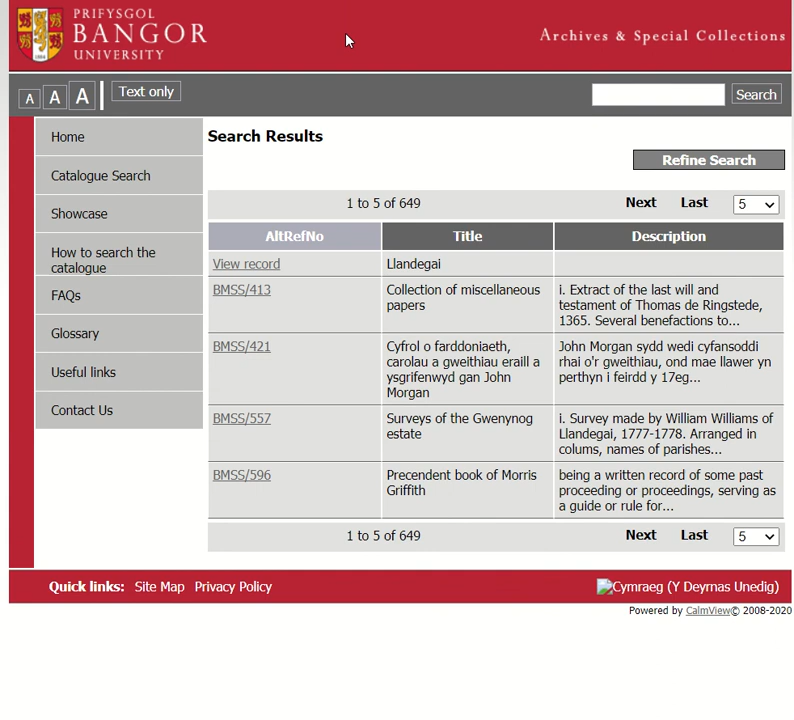 PRIFYSGOL
BANGOR
UNIVERSITY
Archives & Special Collections
A A A Text only
Search
Home
Catalogue Search
Showcase
How to search the
catalogue
FAQs
Glossary
Useful links
Contact Us
Search Results
Refine Search
1 to 5 of 649 Next Last 5
AltRefNo Title Description
View record Llandegai
BMSS/413 Collection of miscellaneous i. Extract of the last will and
papers testament of Thomas de Ringstede,
1365. Several benefactions to...
BMSS/421 Cyfrol o farddoniaeth, John Morgan sydd wedi cyfansoddi
carolau a gweithiau eraill a rhai o'r gweithiau, ond mae llawer yn
ysgrifenwyd gan John perthyn i feirdd y 17eg...
Morgan
BMSS/557 Surveys of the Gwenynog i. Survey made by William Williams of
estate Llandegai, 1777-1778. Arranged in
colums, names of parishes...
BMSS/596 Precendent book of Morris being a written record of some past
Griffith proceeding or proceedings, serving as
a guide or rule for...
1 to 5 of 649 Next Last 5
Quick links: Site Map Privacy Policy Cymraeg (Y Deyrnas Unedig)
Powered by CalmView© 2008-2020